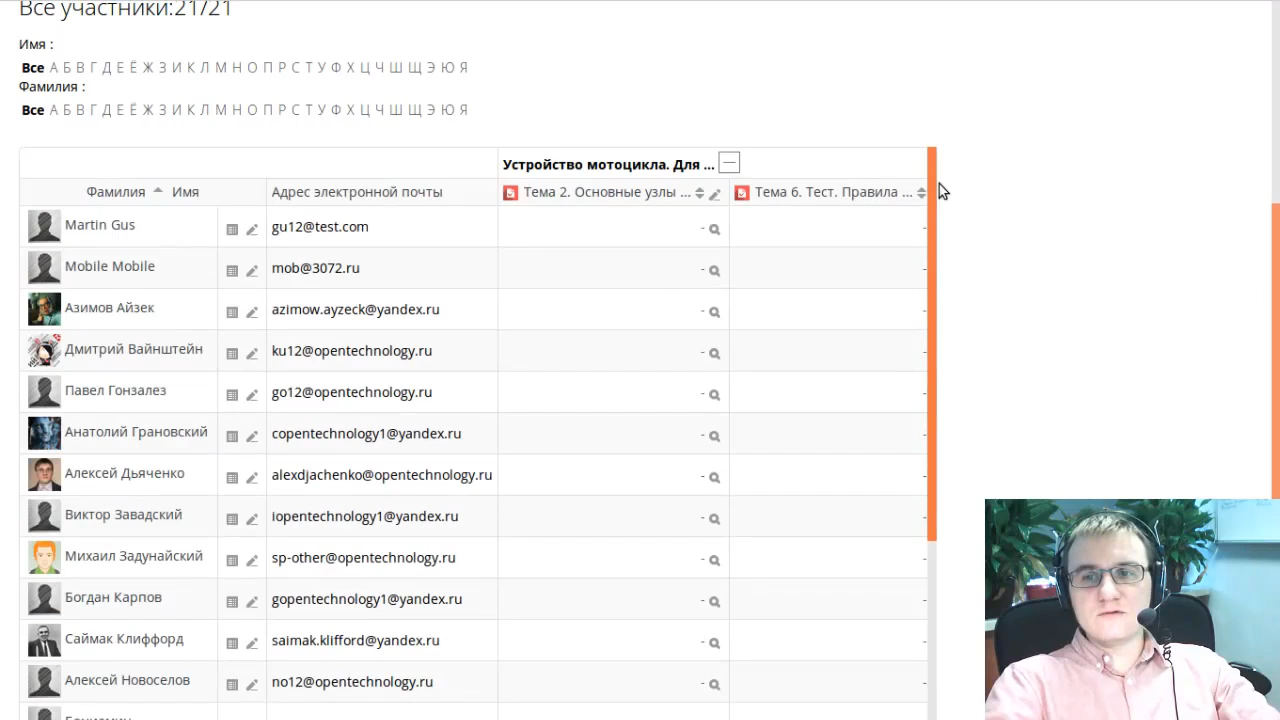 Все участники:21/21
Имя :
Все А Б В Г Д Е Ё Ж З И К Л М Н О П Р С Т У Ф Х Ц Ч Ш Щ Э Ю Я
Фамилия :
Все А Б В Г Д Е Ё Ж З И К Л М Н О П Р С Т У Ф Х Ц Ч Ш Щ Э Ю Я
Устройство мотоцикла. Для ...
Фамилия Имя Адрес электронной почты Тема 2. Основные узлы ... Тема 6. Тест. Правила ...
Martin Gus gu12@test.com - -
Mobile Mobile mob@3072.ru - -
Азимов Айзек azimow.ayzeck@yandex.ru - -
Дмитрий Вайнштейн ku12@opentechnology.ru - -
Павел Гонзалез go12@opentechnology.ru - -
Анатолий Грановский copentechnology1@yandex.ru - -
Алексей Дьяченко alexdjachenko@opentechnology.ru - -
Виктор Завадский iopentechnology1@yandex.ru - -
Михаил Задунайский sp-other@opentechnology.ru - -
Богдан Карпов gopentechnology1@yandex.ru - -
Саймак Клиффорд saimak.klifford@yandex.ru - -
Алексей Новоселов no12@opentechnology.ru - -